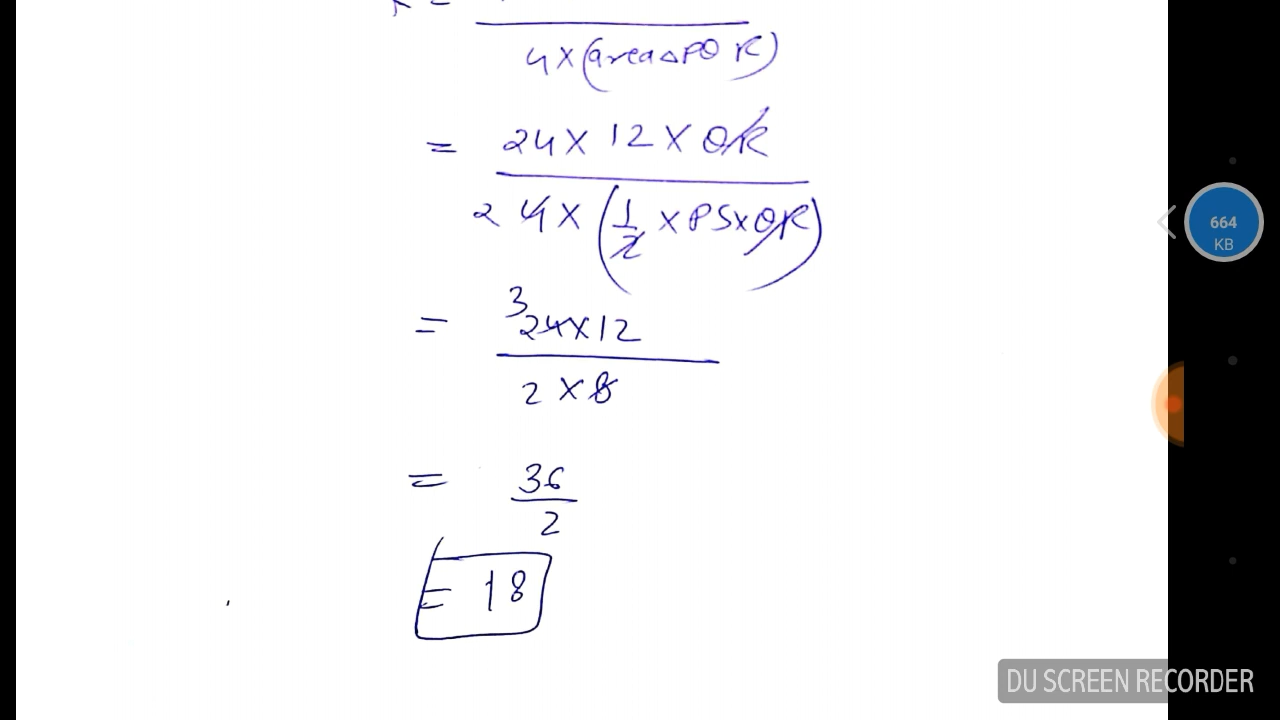 r =
4 × (area △ PQR)
= 24 × 12 × QR
2 4 × (1/2 × PS × QR)
= 3 24 × 12
2 × 8
= 36
2
= 18
664
KB
DU SCREEN RECORDER